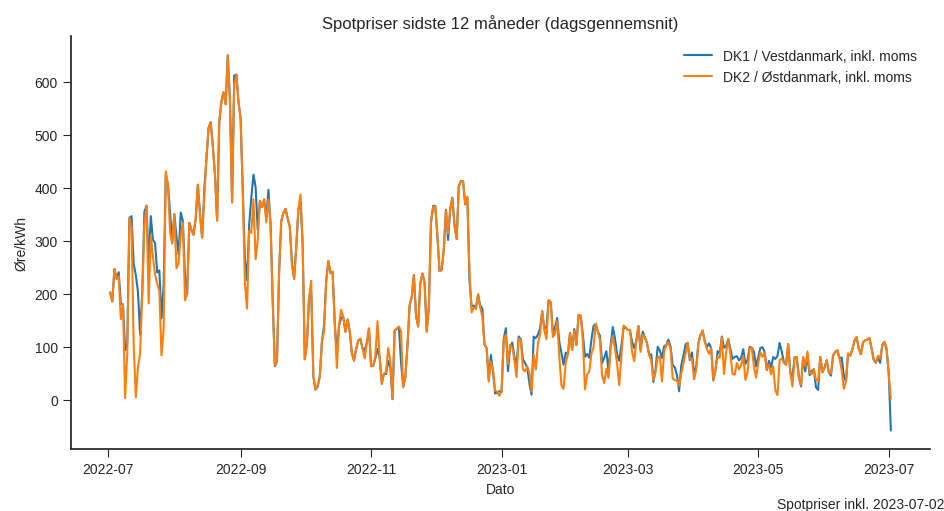 Spotpriser sidste 12 måneder (dagsgennemsnit)
DK1 / Vestdanmark, inkl. moms
DK2 / Østdanmark, inkl. moms
600
500
400
300
200
100
0
Øre/kWh
2022-07
2022-09
2022-11
2023-01
2023-03
2023-05
2023-07
Dato
Spotpriser inkl. 2023-07-02